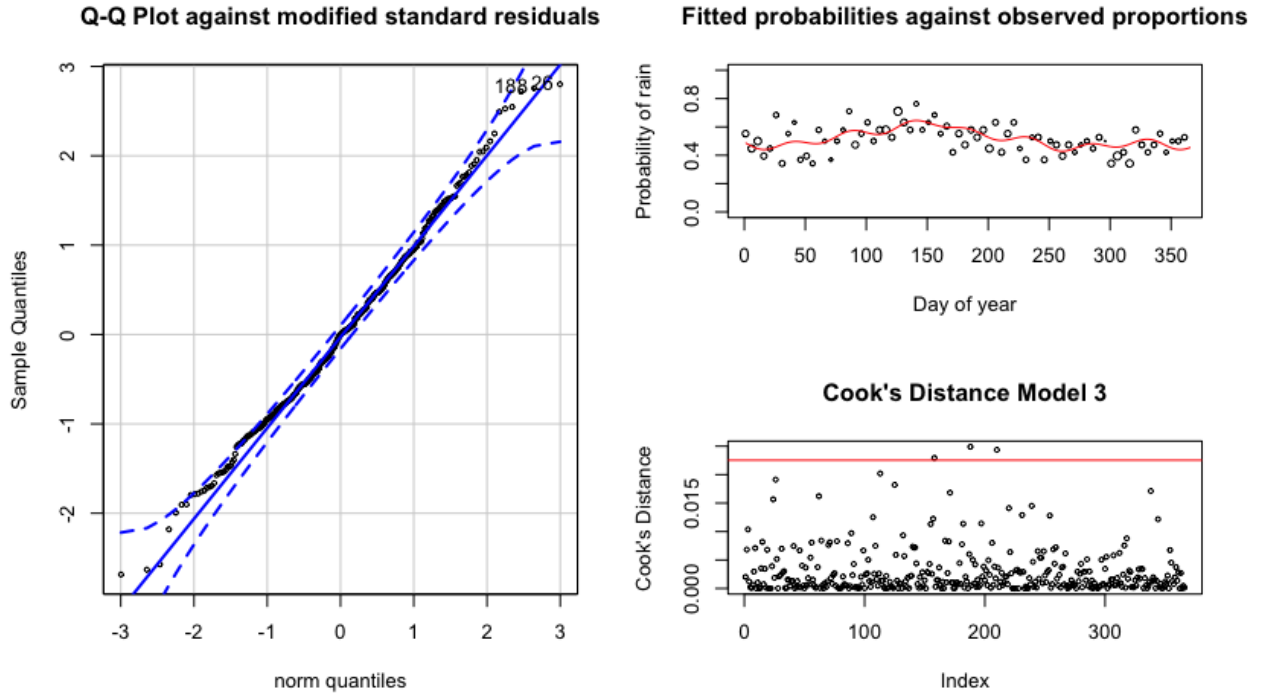 Q-Q Plot against modified standard residuals
Sample Quantiles
3
2
1
0
-1
-2
188 26
-3 -2 -1 0 1 2 3
norm quantiles
Fitted probabilities against observed proportions
Probability of rain
0.0 0.4 0.8
0 50 100 150 200 250 300 350
Day of year
Cook's Distance Model 3
Cook's Distance
0.000 0.015
0 100 200 300
Index